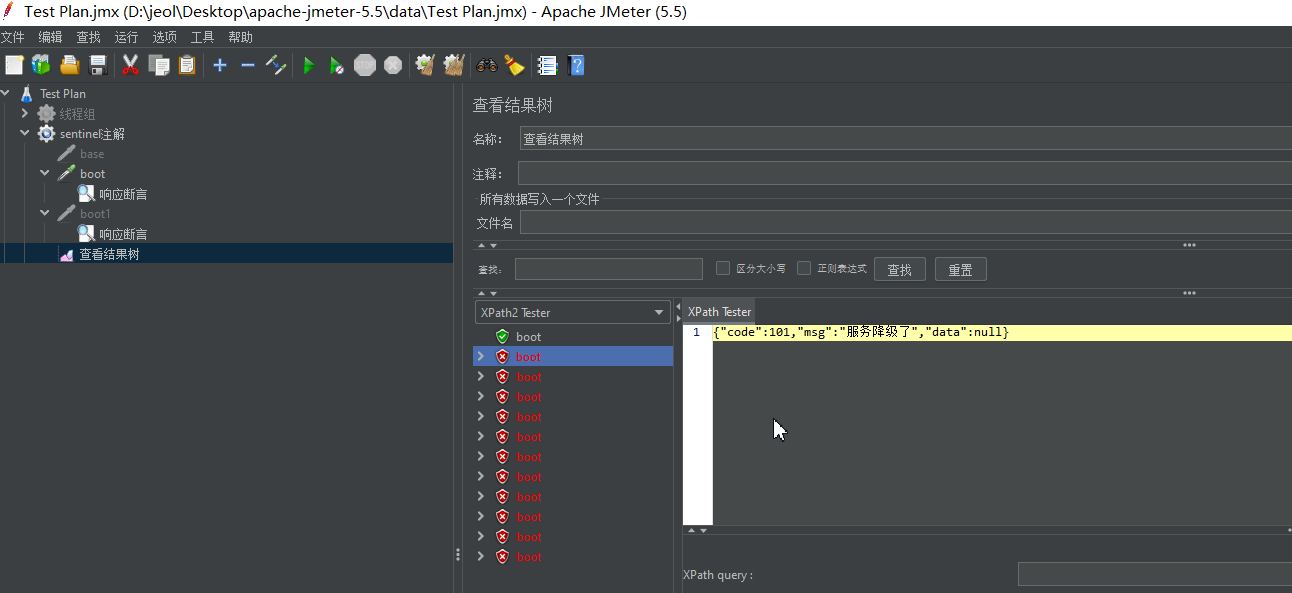 Test Plan.jmx (D:\jeol\Desktop\apache-jmeter-5.5\data\Test Plan.jmx) - Apache JMeter (5.5)
文件 编辑 查找 运行 选项 工具 帮助
STOP
Test Plan
线程组
sentinel注解
base
boot
响应断言
boot1
响应断言
查看结果树
查看结果树
名称： 查看结果树
注释：
所有数据写入一个文件
文件名
查找: 区分大小写 正则表达式 查找 重置
XPath2 Tester
boot
boot
boot
boot
boot
boot
boot
boot
boot
boot
boot
boot
XPath Tester
1 {"code":101,"msg":"服务降级了","data":null}
XPath query :